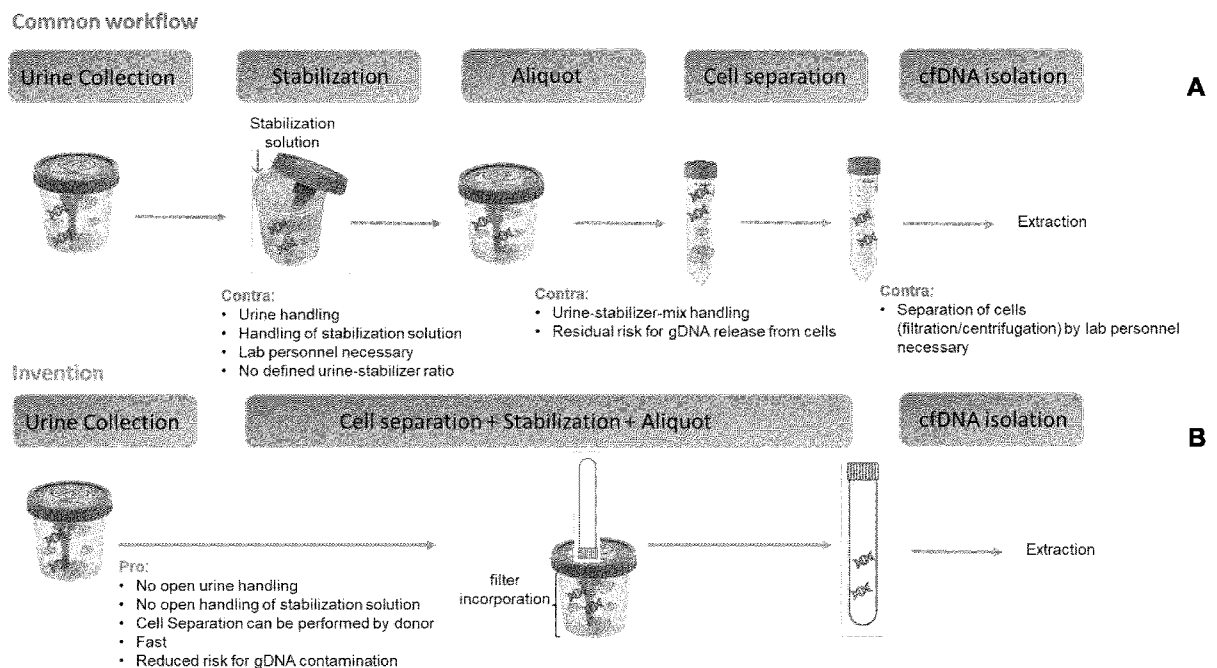 Common workflow
Urine Collection
Stabilization
Aliquot
Cell separation
cfDNA isolation
A
Stabilization
solution
Extraction
Contra:
• Urine handling
• Handling of stabilization solution
• Lab personnel necessary
• No defined urine-stabilizer ratio
Contra:
• Urine-stabilizer-mix handling
• Residual risk for gDNA release from cells
Contra:
• Separation of cells
(filtration/centrifugation) by lab personnel
necessary
Invention
Urine Collection
Cell separation + Stabilization + Aliquot
cfDNA isolation
B
Pro:
• No open urine handling
• No open handling of stabilization solution
• Cell Separation can be performed by donor
• Fast
• Reduced risk for gDNA contamination
filter
incorporation
Extraction